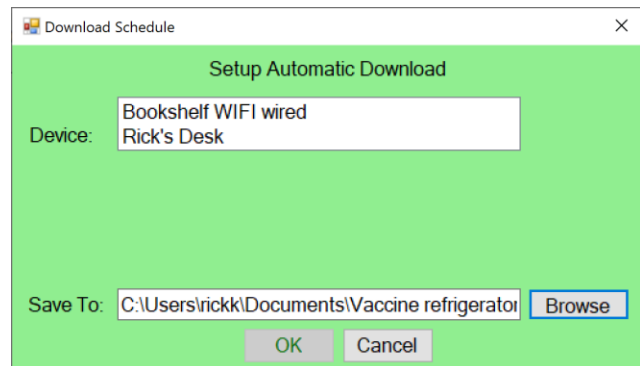 Download Schedule
Setup Automatic Download
Device:
Bookshelf WIFI wired
Rick's Desk
Save To: C:\Users\rickk\Documents\Vaccine refrigerator Browse
OK Cancel